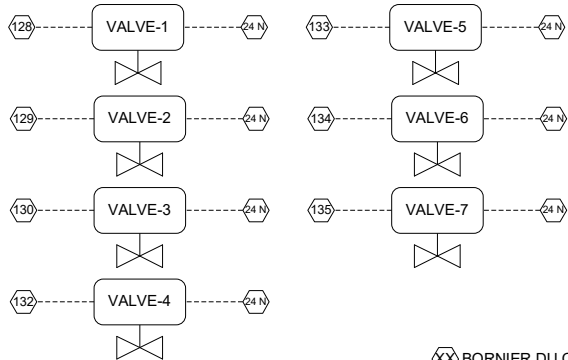 128 VALVE-1 24 N
129 VALVE-2 24 N
130 VALVE-3 24 N
132 VALVE-4 24 N
133 VALVE-5 24 N
134 VALVE-6 24 N
135 VALVE-7 24 N
XX BORNIER DU